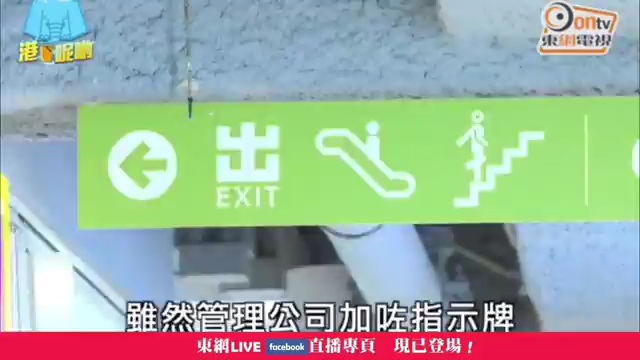 港呢啲
ontv
東網電視
出
EXIT
雖然管理公司加咗指示牌
東網LIVE facebook 直播專頁 現已登場！